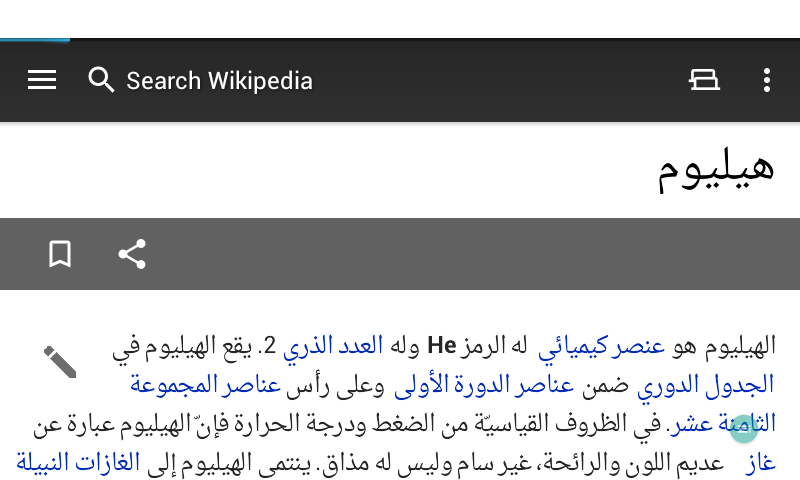 Search Wikipedia
هيليوم
الهيليوم هو عنصر كيميائي له الرمز He وله العدد الذري 2. يقع الهيليوم في
الجدول الدوري ضمن عناصر الدورة الأولى وعلى رأس عناصر المجموعة
الثامنة عشر. في الظروف القياسيّة من الضغط ودرجة الحرارة فإنّ الهيليوم عبارة عن
غاز عديم اللون والرائحة، غير سام وليس له مذاق. ينتمي الهيليوم إلى الغازات النبيلة